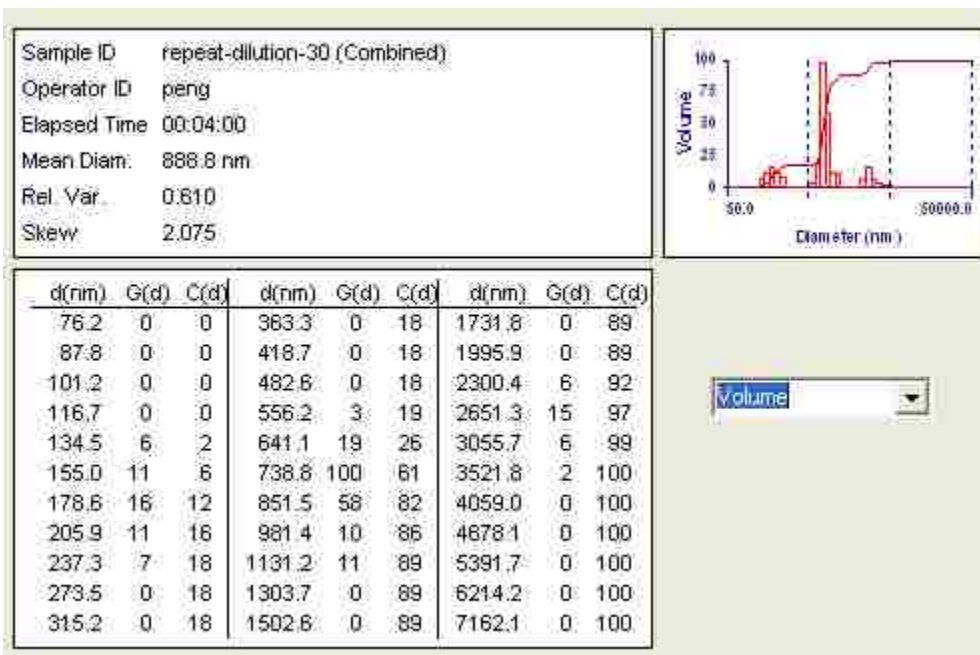 Sample ID repeat-dilution-30 (Combined)
Operator ID peng
Elapsed Time 00:04:00
Mean Diam. 888.8 nm
Rel. Var. 0.610
Skew 2.075
100
75
50
25
0
Volume
50.0 50000.0
Diameter (nm)
d(nm) G(d) C(d) d(nm) G(d) C(d) d(nm) G(d) C(d)
76.2 0 0 363.3 0 18 1731.8 0 89
87.8 0 0 418.7 0 18 1995.9 0 89
101.2 0 0 482.6 0 18 2300.4 6 92
116.7 0 0 556.2 3 19 2651.3 15 97
134.5 6 2 641.1 19 26 3055.7 6 99
155.0 11 6 738.8 100 61 3521.8 2 100
178.6 16 12 851.5 58 82 4059.0 0 100
205.9 11 16 981.4 10 86 4678.1 0 100
237.3 7 18 1131.2 11 89 5391.7 0 100
273.5 0 18 1303.7 0 89 6214.2 0 100
315.2 0 18 1502.6 0 89 7162.1 0 100
Volume